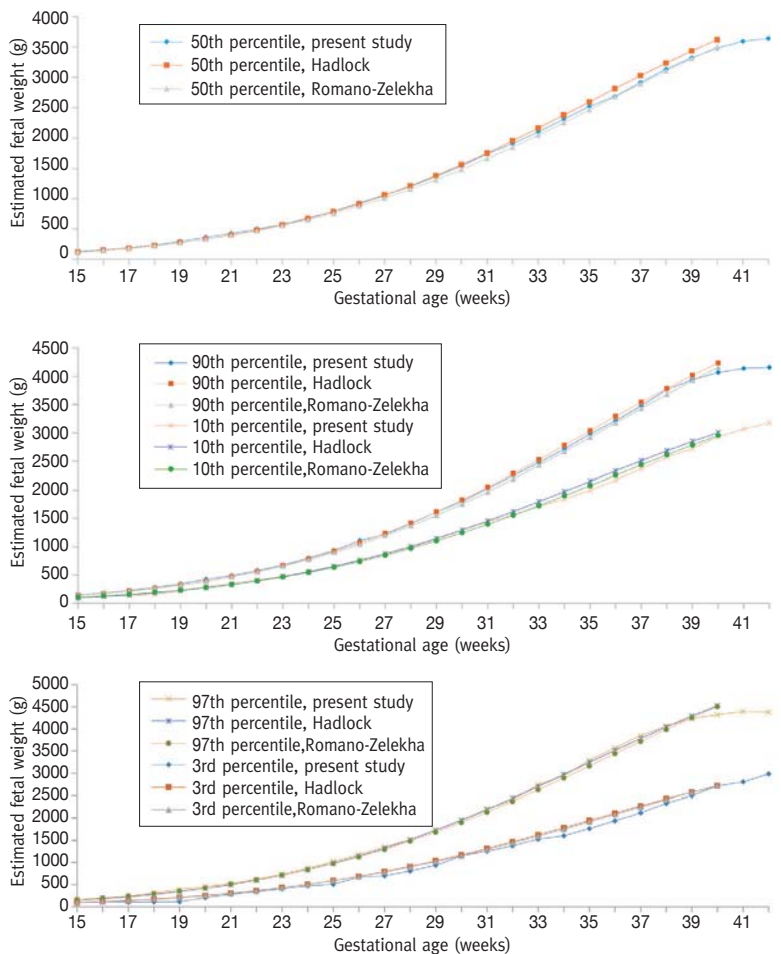 4000
3500
3000
2500
2000
1500
1000
500
0
Estimated fetal weight (g)
50th percentile, present study
50th percentile, Hadlock
50th percentile, Romano-Zelekha
15 17 19 21 23 25 27 29 31 33 35 37 39 41
Gestational age (weeks)
4500
4000
3500
3000
2500
2000
1500
1000
500
0
Estimated fetal weight (g)
90th percentile, present study
90th percentile, Hadlock
90th percentile,Romano-Zelekha
10th percentile, present study
10th percentile, Hadlock
10th percentile,Romano-Zelekha
15 17 19 21 23 25 27 29 31 33 35 37 39 41
Gestational age (weeks)
5000
4500
4000
3500
3000
2500
2000
1500
1000
500
0
Estimated fetal weight (g)
97th percentile, present study
97th percentile, Hadlock
97th percentile,Romano-Zelekha
3rd percentile, present study
3rd percentile, Hadlock
3rd percentile,Romano-Zelekha
15 17 19 21 23 25 27 29 31 33 35 37 39 41
Gestational age (weeks)